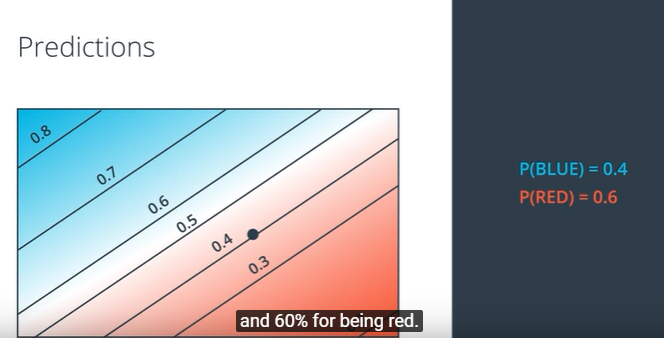 Predictions
0.8
0.7
0.6
0.5
0.4
0.3
P(BLUE) = 0.4
P(RED) = 0.6
and 60% for being red.